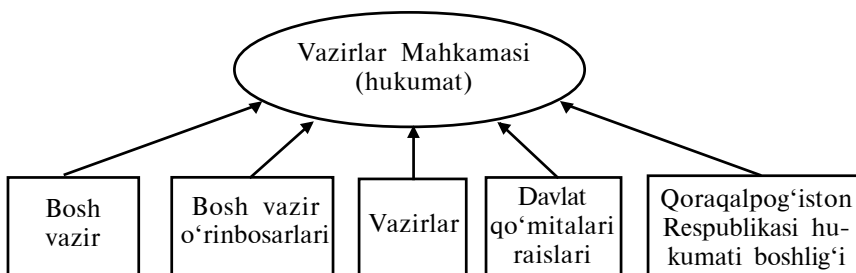 Vazirlar Mahkamasi
(hukumat)
Bosh
vazir
Bosh vazir
o‘rinbosarlari
Vazirlar
Davlat
qo‘mitalari
raislari
Qoraqalpog‘iston
Respublikasi hu-
kumati boshlig‘i